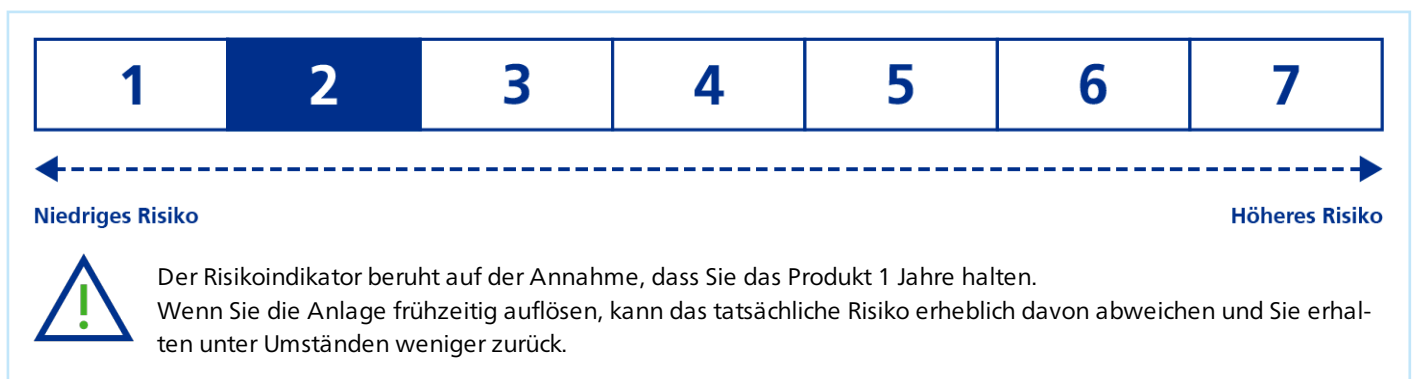 1 2 3 4 5 6 7
Niedriges Risiko Höheres Risiko
Der Risikoindikator beruht auf der Annahme, dass Sie das Produkt 1 Jahre halten.
Wenn Sie die Anlage frühzeitig auflösen, kann das tatsächliche Risiko erheblich davon abweichen und Sie erhal-
ten unter Umständen weniger zurück.